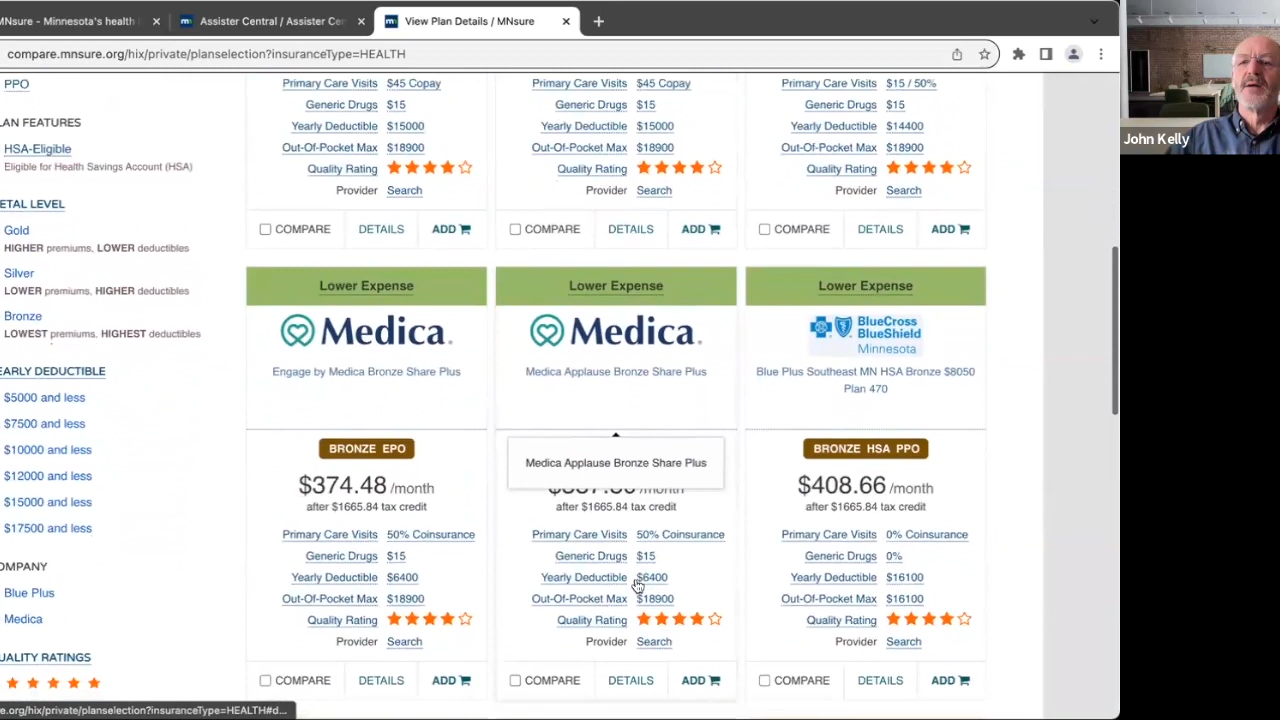 MNsure - Minnesota's health
Assister Central / Assister Cen
View Plan Details / MNsure
compare.mnsure.org/hix/private/planselection?insuranceType=HEALTH
John Kelly
PPO
LAN FEATURES
HSA-Eligible
Eligible for Health Savings Account (HSA)
ETAL LEVEL
Gold
HIGHER premiums, LOWER deductibles
Silver
LOWER premiums, HIGHER deductibles
Bronze
LOWEST premiums, HIGHEST deductibles
EARLY DEDUCTIBLE
$5000 and less
$7500 and less
$10000 and less
$12000 and less
$15000 and less
$17500 and less
OMPANY
Blue Plus
Medica
UALITY RATINGS
Primary Care Visits $45 Copay
Generic Drugs $15
Yearly Deductible $15000
Out-Of-Pocket Max $18900
Quality Rating
Provider Search
COMPARE DETAILS ADD
Primary Care Visits $45 Copay
Generic Drugs $15
Yearly Deductible $15000
Out-Of-Pocket Max $18900
Quality Rating
Provider Search
COMPARE DETAILS ADD
Primary Care Visits $15 / 50%
Generic Drugs $15
Yearly Deductible $14400
Out-Of-Pocket Max $18900
Quality Rating
Provider Search
COMPARE DETAILS ADD
Lower Expense
Medica.
Engage by Medica Bronze Share Plus
BRONZE EPO
$374.48 /month
after $1665.84 tax credit
Primary Care Visits 50% Coinsurance
Generic Drugs $15
Yearly Deductible $6400
Out-Of-Pocket Max $18900
Quality Rating
Provider Search
COMPARE DETAILS ADD
Lower Expense
Medica.
Medica Applause Bronze Share Plus
Medica Applause Bronze Share Plus
/month
after $1665.84 tax credit
Primary Care Visits 50% Coinsurance
Generic Drugs $15
Yearly Deductible $6400
Out-Of-Pocket Max $18900
Quality Rating
Provider Search
COMPARE DETAILS ADD
Lower Expense
BlueCross
BlueShield
Minnesota
Blue Plus Southeast MN HSA Bronze $8050
Plan 470
BRONZE HSA PPO
$408.66 /month
after $1665.84 tax credit
Primary Care Visits 0% Coinsurance
Generic Drugs 0%
Yearly Deductible $16100
Out-Of-Pocket Max $16100
Quality Rating
Provider Search
COMPARE DETAILS ADD
re.org/hix/private/planselection?insuranceType=HEALTH#d...